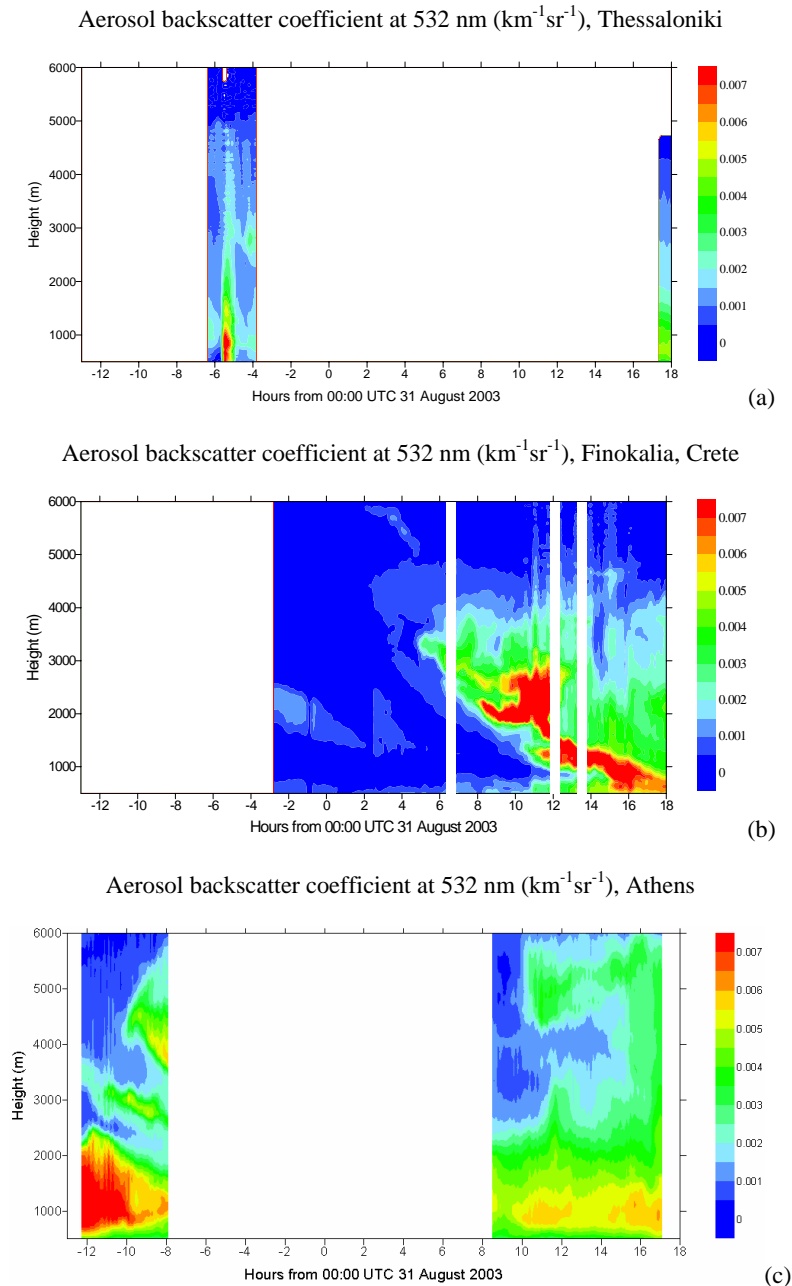 Aerosol backscatter coefficient at 532 nm (km⁻¹sr⁻¹), Thessaloniki
6000
5000
4000
3000
2000
1000
Height (m)
-12 -10 -8 -6 -4 -2 0 2 4 6 8 10 12 14 16 18
Hours from 00:00 UTC 31 August 2003
0.007
0.006
0.005
0.004
0.003
0.002
0.001
0
(a)
Aerosol backscatter coefficient at 532 nm (km⁻¹sr⁻¹), Finokalia, Crete
6000
5000
4000
3000
2000
1000
Height (m)
-12 -10 -8 -6 -4 -2 0 2 4 6 8 10 12 14 16 18
Hours from 00:00 UTC 31 August 2003
0.007
0.006
0.005
0.004
0.003
0.002
0.001
0
(b)
Aerosol backscatter coefficient at 532 nm (km⁻¹sr⁻¹), Athens
6000
5000
4000
3000
2000
1000
Height (m)
-12 -10 -8 -6 -4 -2 0 2 4 6 8 10 12 14 16 18
Hours from 00:00 UTC 31 August 2003
0.007
0.006
0.005
0.004
0.003
0.002
0.001
0
(c)